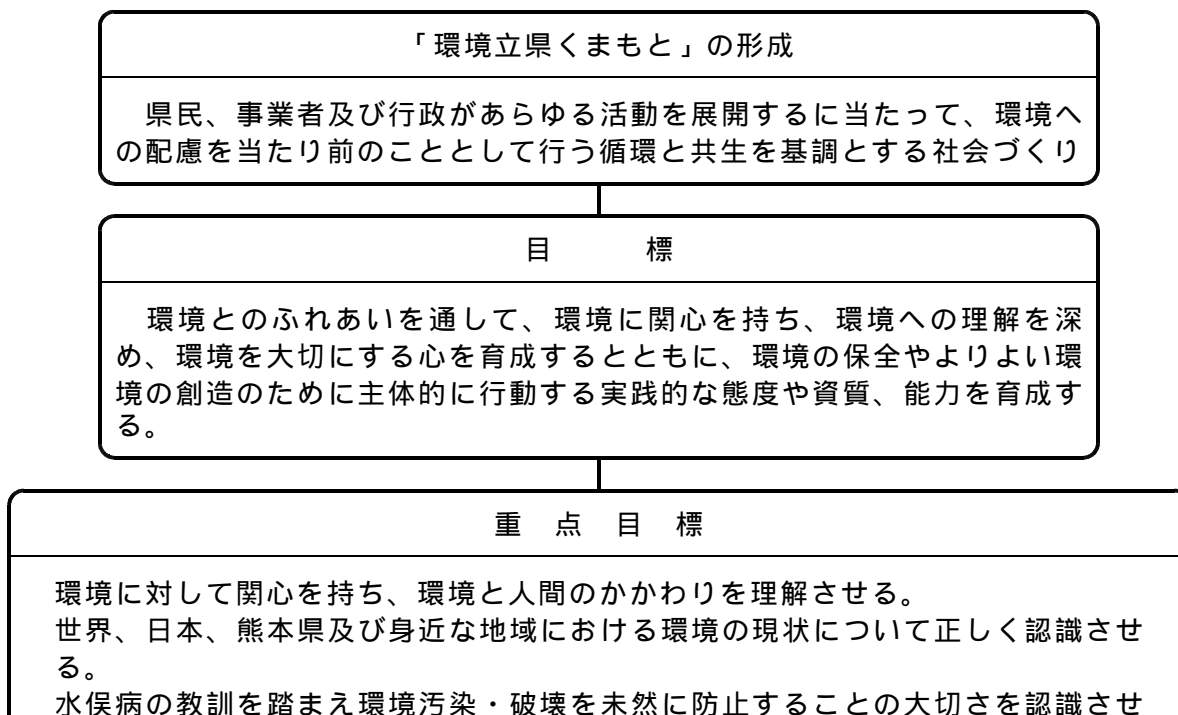 「環境立県くまもと」の形成
県民、事業者及び行政があらゆる活動を展開するに当たって、環境へ
の配慮を当たり前のこととして行う循環と共生を基調とする社会づくり
目　　標
環境とのふれあいを通して、環境に関心を持ち、環境への理解を深
め、環境を大切にする心を育成するとともに、環境の保全やよりよい環
境の創造のために主体的に行動する実践的な態度や資質、能力を育成す
る。
重　点　目　標
環境に対して関心を持ち、環境と人間のかかわりを理解させる。
世界、日本、熊本県及び身近な地域における環境の現状について正しく認識させ
る。
水俣病の教訓を踏まえ環境汚染・破壊を未然に防止することの大切さを認識させ